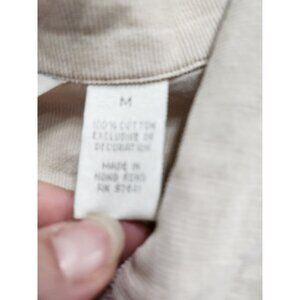 M
100% COTTON
EXCLUSIVE OF
DECORATION
MADE IN
HONG KONG